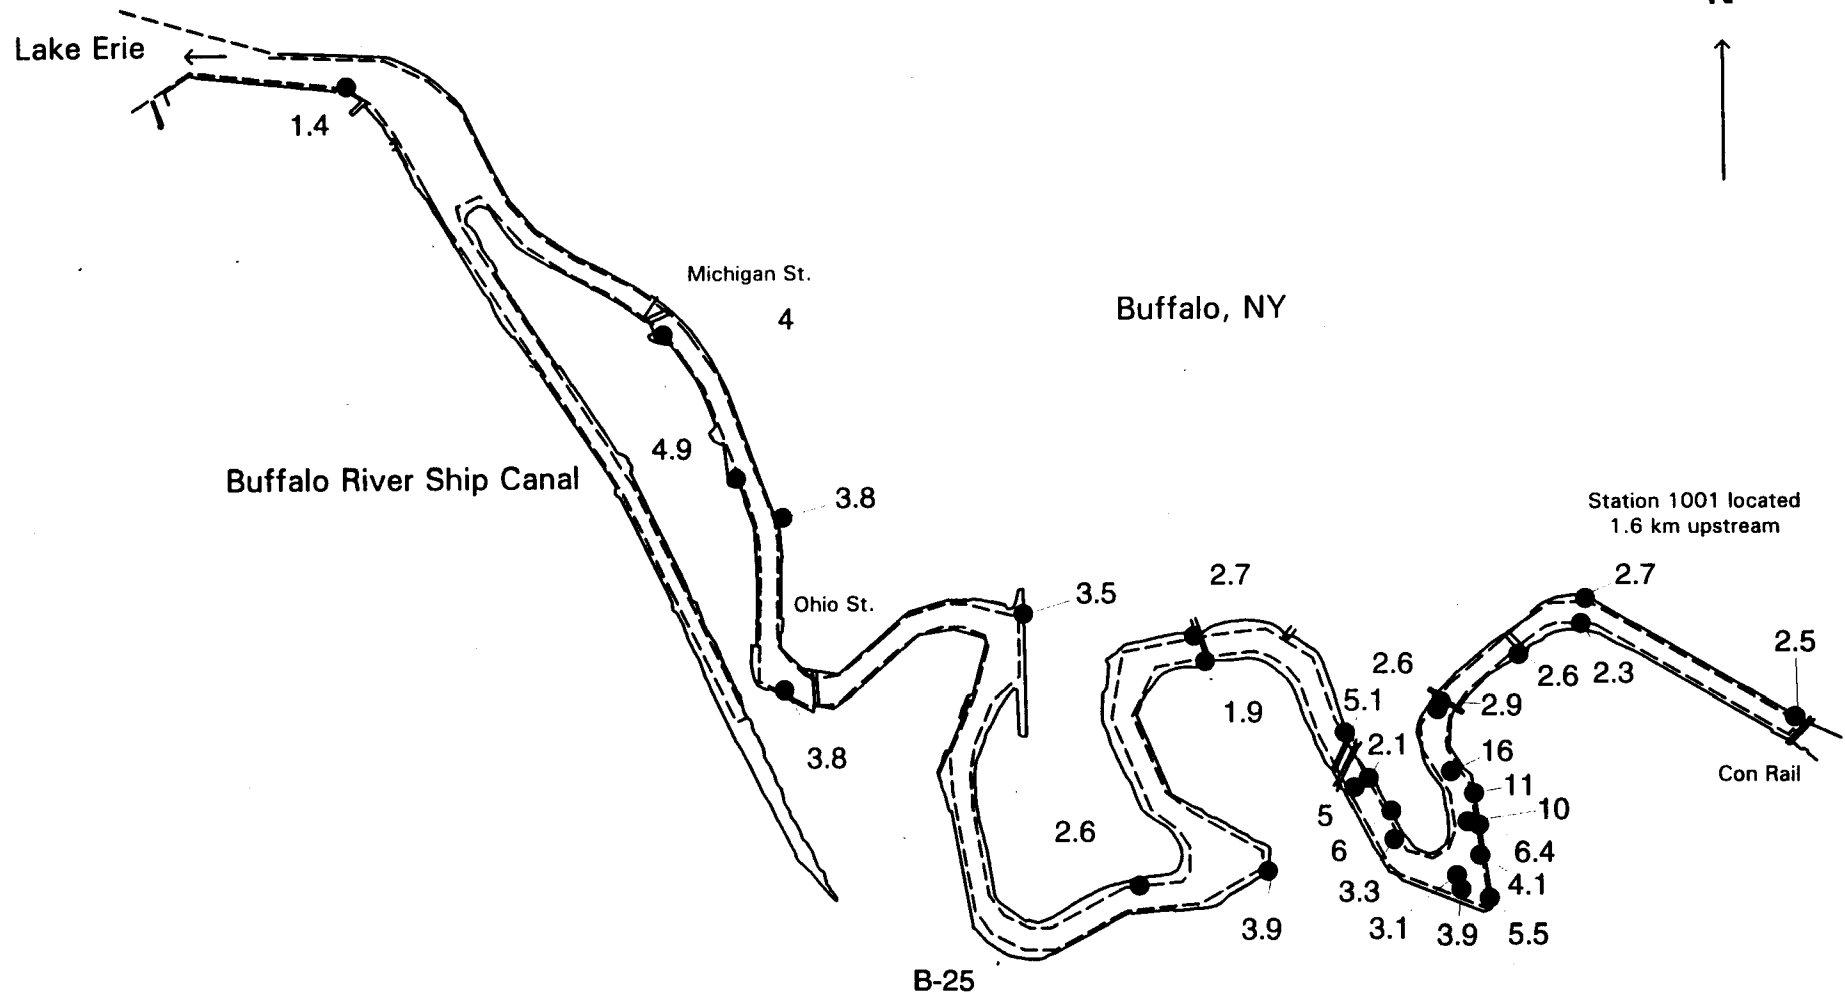 N
Lake Erie
1.4
Michigan St.
4
Buffalo, NY
4.9
Buffalo River Ship Canal
3.8
Station 1001 located
1.6 km upstream
2.7
2.7
3.5
Ohio St.
2.5
2.6
2.6
2.3
5.1
2.9
1.9
2.1
3.8
16
Con Rail
11
10
5
2.6
6
6.4
3.3
4.1
3.1
3.9
3.9
5.5
B-25